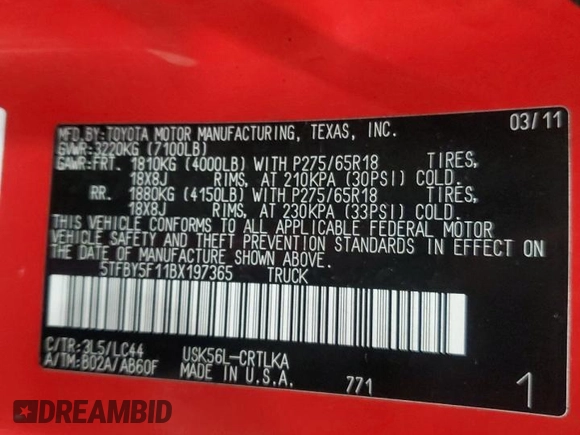 MFD.BY:TOYOTA MOTOR MANUFACTURING, TEXAS, INC. 03/11
GVWR:3220KG (7100LB)
GAWR:FRT. 1810KG (4000LB) WITH P275/65R18 TIRES,
18X8J RIMS, AT 210KPA (30PSI) COLD.
RR. 1880KG (4150LB) WITH P275/65R18 TIRES,
18X8J RIMS, AT 230KPA (33PSI) COLD.
THIS VEHICLE CONFORMS TO ALL APPLICABLE FEDERAL MOTOR
VEHICLE SAFETY AND THEFT PREVENTION STANDARDS IN EFFECT ON
THE DATE OF MANUFACTURE SHOWN ABOVE.
5TFBY5F11BX197365 TRUCK
C/TR:3L5/LC44 USK56L-CRTLKA
A/TM:B02A/AB60F MADE IN U.S.A. 771 1
DREAMBID